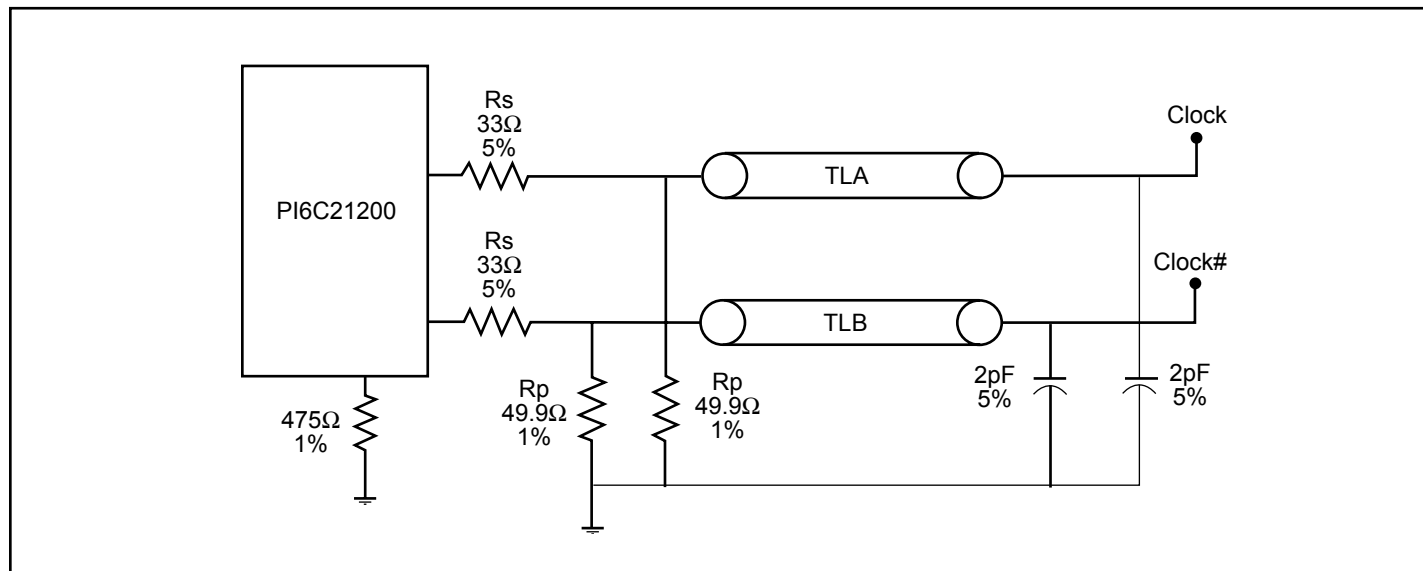 PI6C21200
Rs
33Ω
5%
TLA
Clock
Rs
33Ω
5%
TLB
Clock#
475Ω
1%
Rp
49.9Ω
1%
Rp
49.9Ω
1%
2pF
5%
2pF
5%